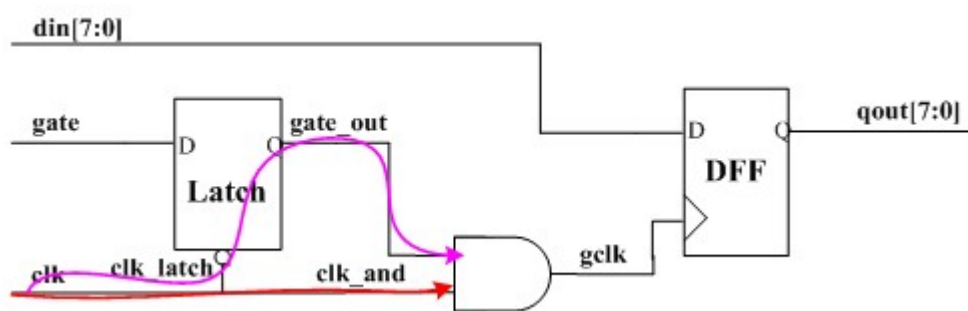 din[7:0]
gate
D
Q
Latch
gate_out
clk
clk_latch
clk_and
gclk
D
Q
DFF
qout[7:0]